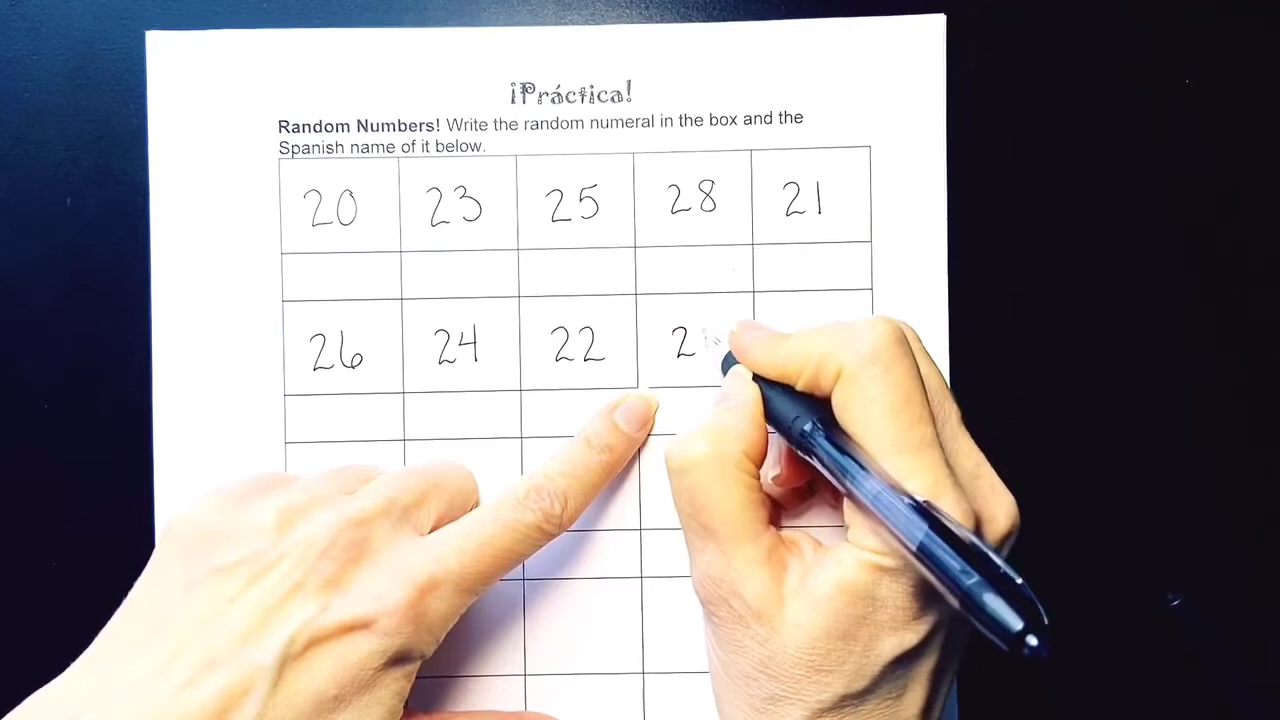 ¡Práctica!
Random Numbers! Write the random numeral in the box and the
Spanish name of it below.
20 23 25 28 21
26 24 22 2